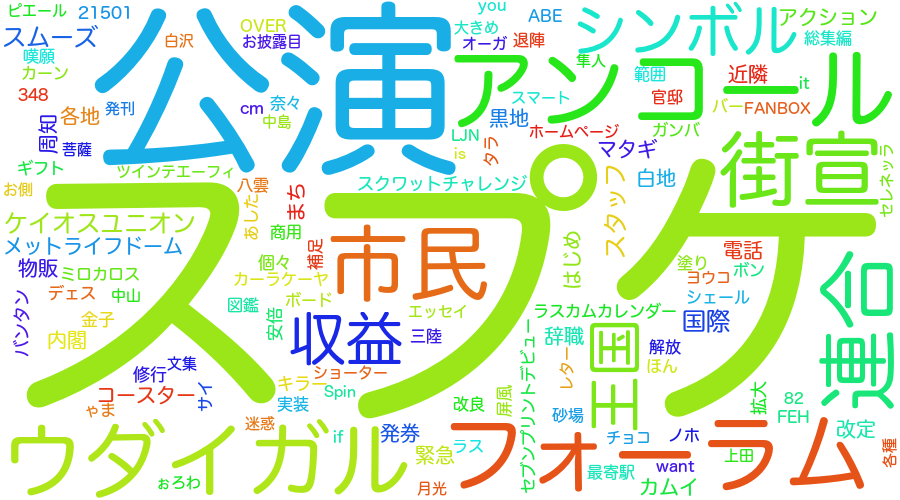 ピエール
21501
スムーズ
嘆願
カーン
348
各地
周知
発刊
菩薩
ギフト
お側
ツインテエーフィ
白沢
公演
OVER
お披露目
cm
奈々
中島
八雲
you
大きめ
ABE
オーガ
退陣
シンボル
アクション
総集編
隼人
範囲
近隣
it
スマート
官邸
バー
FANBOX
アンコール
黒地
ホームページ
ガンバ
LJN
is
タラ
マタギ
街宣
セレネッラ
スクワットチャレンジ
白地
まち
あした
商用
スプケ
スタッフ
ケイオスユニオン
メットライフドーム
物販
ミロカロス
デエス
中山
バンタン
金子
内閣
補足
市民
個々
カーラケーヤ
図鑑
ボード
安倍
エッセイ
はじめ
電話
塗り
ヨウコ
ボン
シェール
ラスカムカレンダー
国際
連合
収益
三陸
辞職
王国
解放
ほん
レター
修行
文集
コースター
サイ
ゃま
ショーター
キラー
Spin
実装
迷惑
if
改良
屏風
セブンプリントデビュー
砂場
チョコ
ノホ
拡大
82
FEH
改定
各種
ウダイガル
発券
緊急
ラス
フォーラム
最寄駅
want
上田
カムイ
ぉろわ
月光